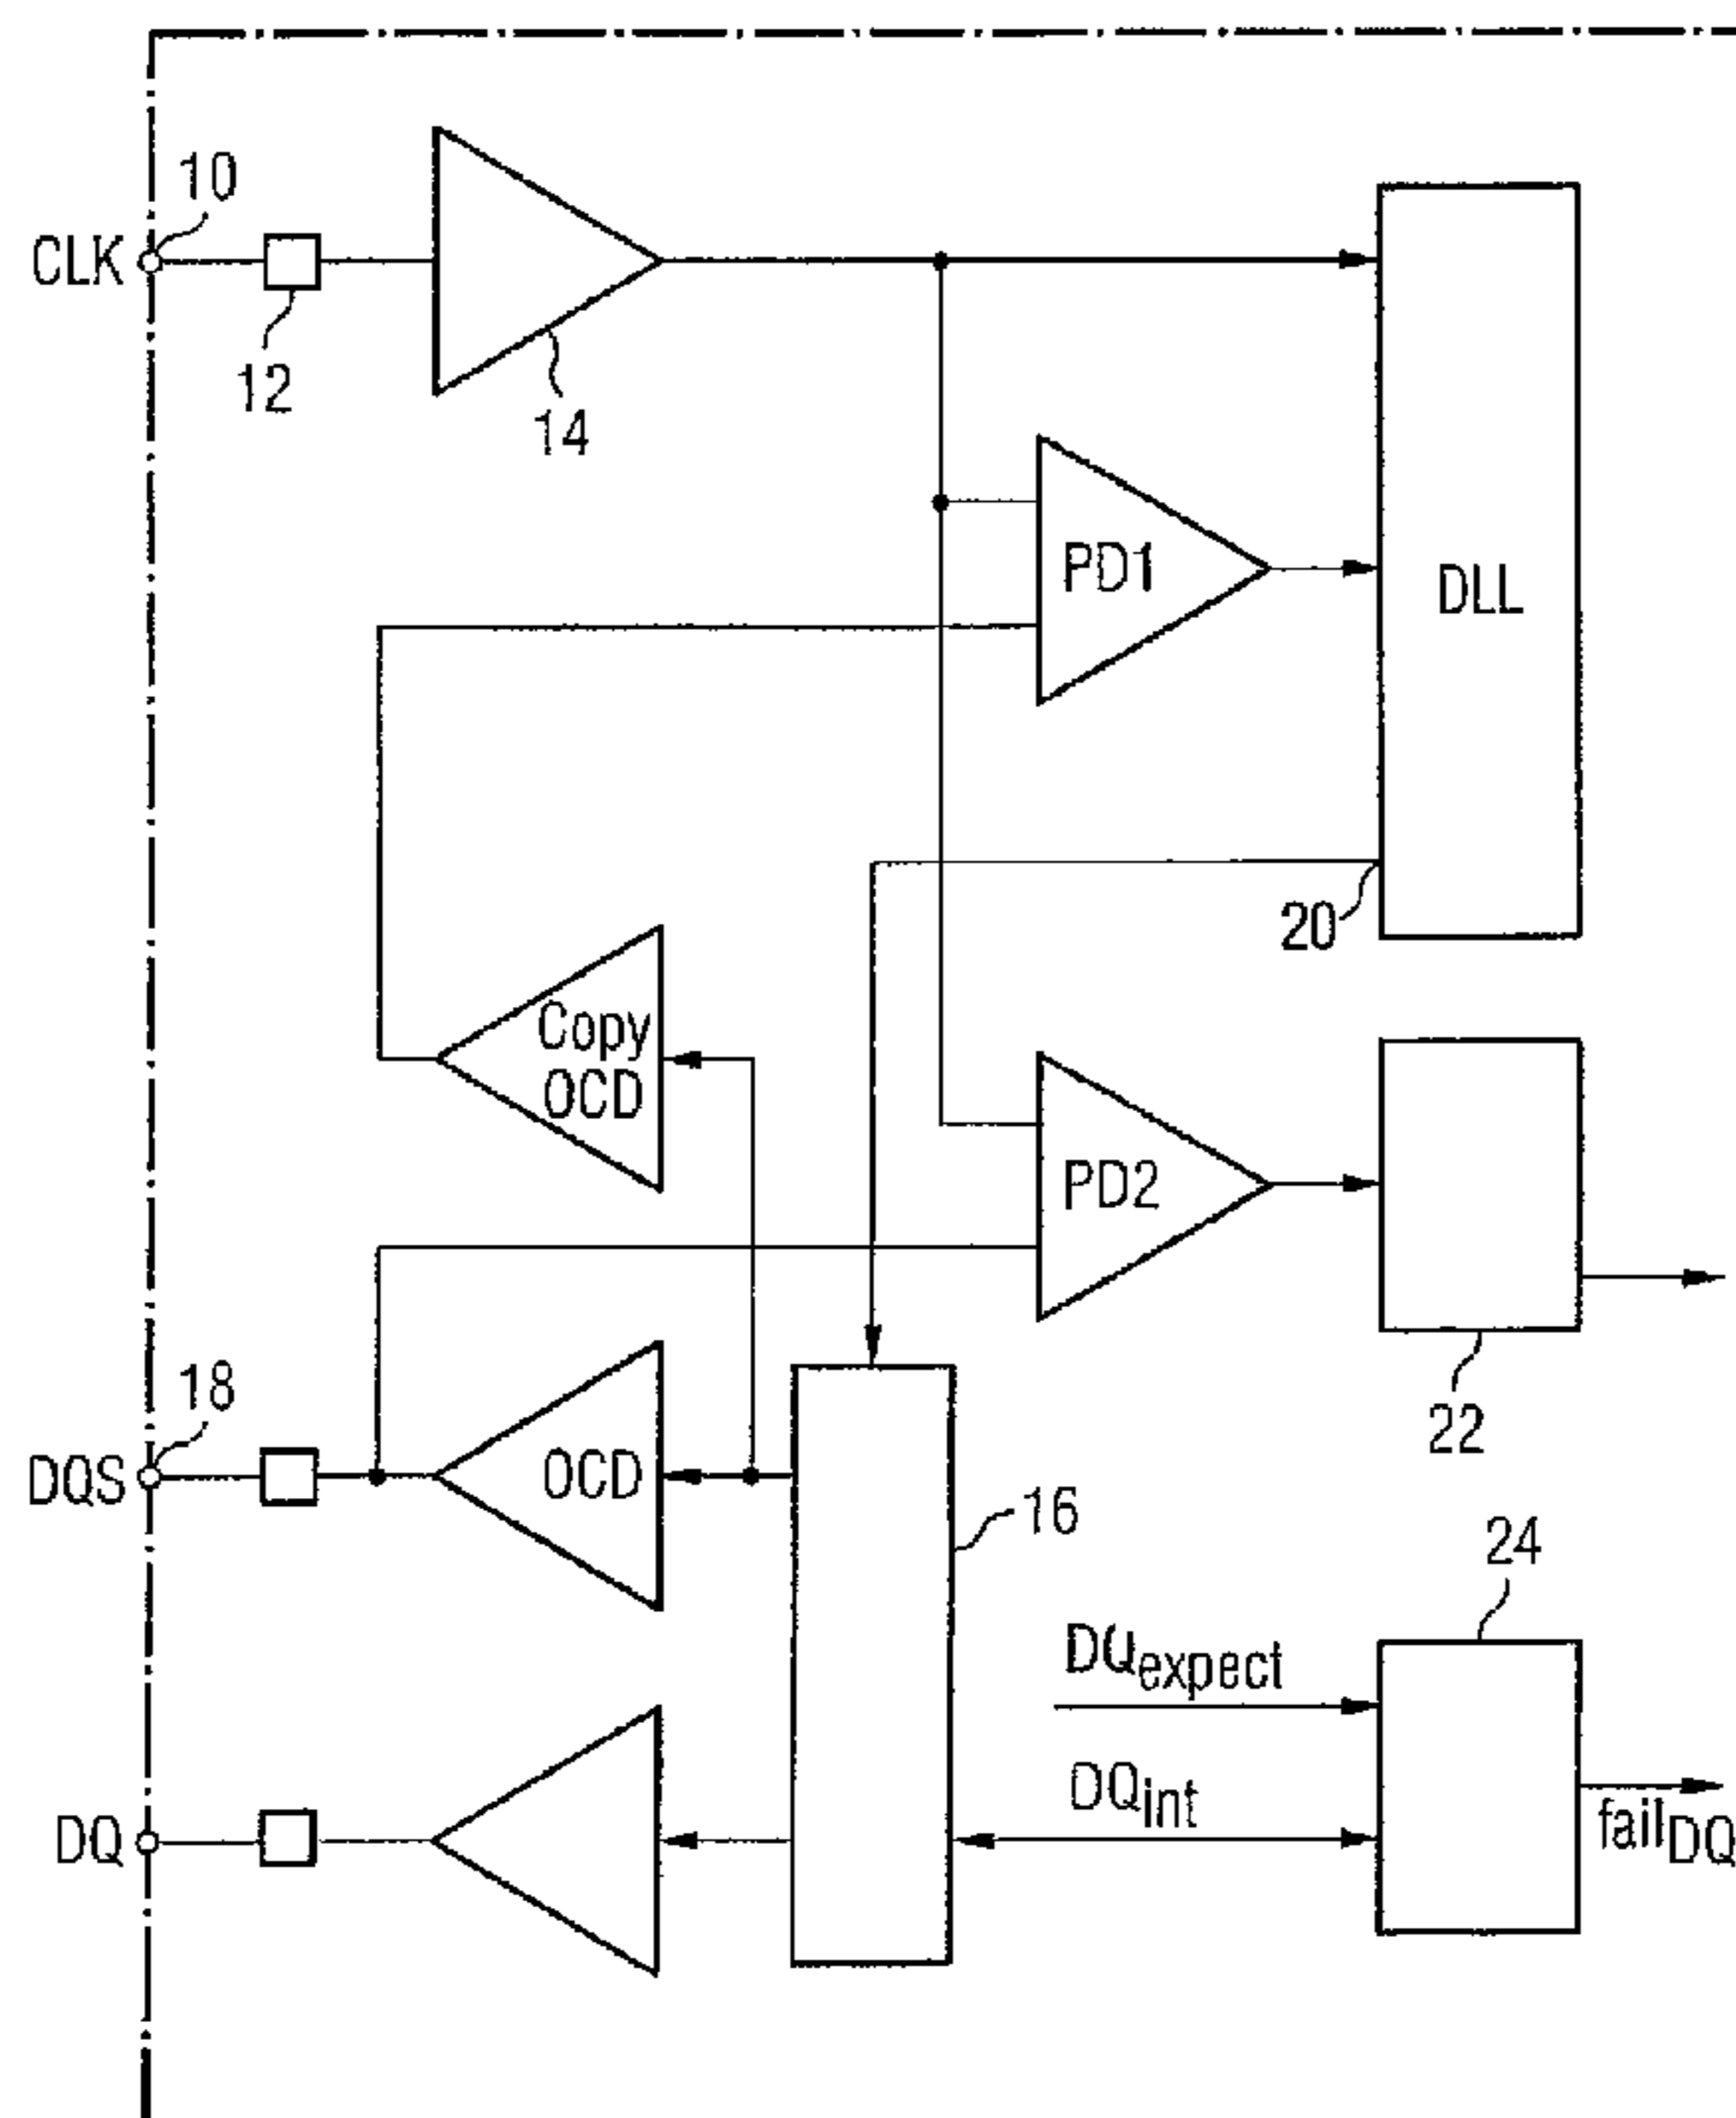 10
CLK
12
14
PD1
DLL
20
Copy
OCD
PD2
18
22
DQS
OCD
16
24
DQexpect
DQint
failDQ
DQ